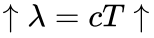 ↑ λ = cT ↑